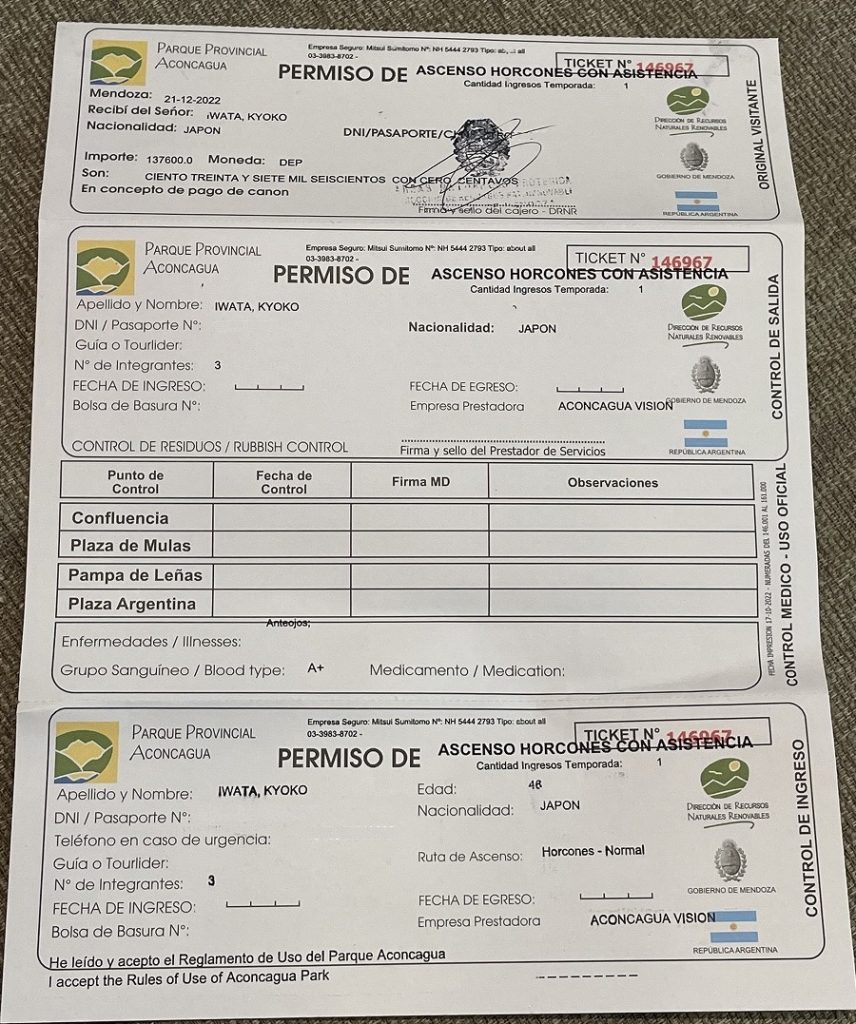 PARQUE PROVINCIAL
ACONCAGUA
Empresa Seguro: Mitsui Sumitomo Nº: NH 5444 2793 Tipo:
03-3983-8702 -
TICKET Nº 146967
PERMISO DE ASCENSO HORCONES CON ASISTENCIA
Cantidad Ingresos Temporada: 1
Mendoza: 21-12-2022
Recibí del Señor: IWATA, KYOKO
Nacionalidad: JAPON
DNI/PASAPORTE/
Importe: 137600.0 Moneda: DEP
Son: CIENTO TREINTA Y SIETE MIL SEISCIENTOS CON CERO CENTAVOS
En concepto de pago de canon
Firma y sello del cajero - DRNR
DIRECCIÓN DE RECURSOS
NATURALES RENOVABLES
GOBIERNO DE MENDOZA
REPÚBLICA ARGENTINA
ORIGINAL VISITANTE
PARQUE PROVINCIAL
ACONCAGUA
Empresa Seguro: Mitsui Sumitomo Nº: NH 5444 2793 Tipo: about all
03-3983-8702 -
TICKET Nº 146967
PERMISO DE ASCENSO HORCONES CON ASISTENCIA
Cantidad Ingresos Temporada: 1
Apellido y Nombre: IWATA, KYOKO
DNI / Pasaporte Nº:
Nacionalidad: JAPON
Guía o Tourlider:
Nº de Integrantes: 3
FECHA DE INGRESO:
FECHA DE EGRESO:
Bolsa de Basura Nº:
Empresa Prestadora ACONCAGUA VISION
CONTROL DE RESIDUOS / RUBBISH CONTROL
Firma y sello del Prestador de Servicios
DIRECCIÓN DE RECURSOS
NATURALES RENOVABLES
GOBIERNO DE MENDOZA
REPÚBLICA ARGENTINA
CONTROL DE SALIDA
Punto de Control Fecha de Control Firma MD Observaciones
Confluencia
Plaza de Mulas
Pampa de Leñas
Plaza Argentina
Anteojos;
Enfermedades / Illnesses:
Grupo Sanguíneo / Blood type: A+ Medicamento / Medication:
FECHA IMPRESION 17-10-2022 - NUMERADAS DEL 146.001 AL 161.000
CONTROL MEDICO - USO OFICIAL
PARQUE PROVINCIAL
ACONCAGUA
Empresa Seguro: Mitsui Sumitomo Nº: NH 5444 2793 Tipo: about all
03-3983-8702 -
TICKET Nº 146967
PERMISO DE ASCENSO HORCONES CON ASISTENCIA
Cantidad Ingresos Temporada: 1
Apellido y Nombre: IWATA, KYOKO
Edad: 46
DNI / Pasaporte Nº:
Nacionalidad: JAPON
Teléfono en caso de urgencia:
Guía o Tourlider:
Ruta de Ascenso: Horcones - Normal
Nº de Integrantes: 3
FECHA DE INGRESO:
FECHA DE EGRESO:
Bolsa de Basura Nº:
Empresa Prestadora ACONCAGUA VISION
DIRECCIÓN DE RECURSOS
NATURALES RENOVABLES
GOBIERNO DE MENDOZA
REPÚBLICA ARGENTINA
CONTROL DE INGRESO
He leído y acepto el Reglamento de Uso del Parque Aconcagua
I accept the Rules of Use of Aconcagua Park